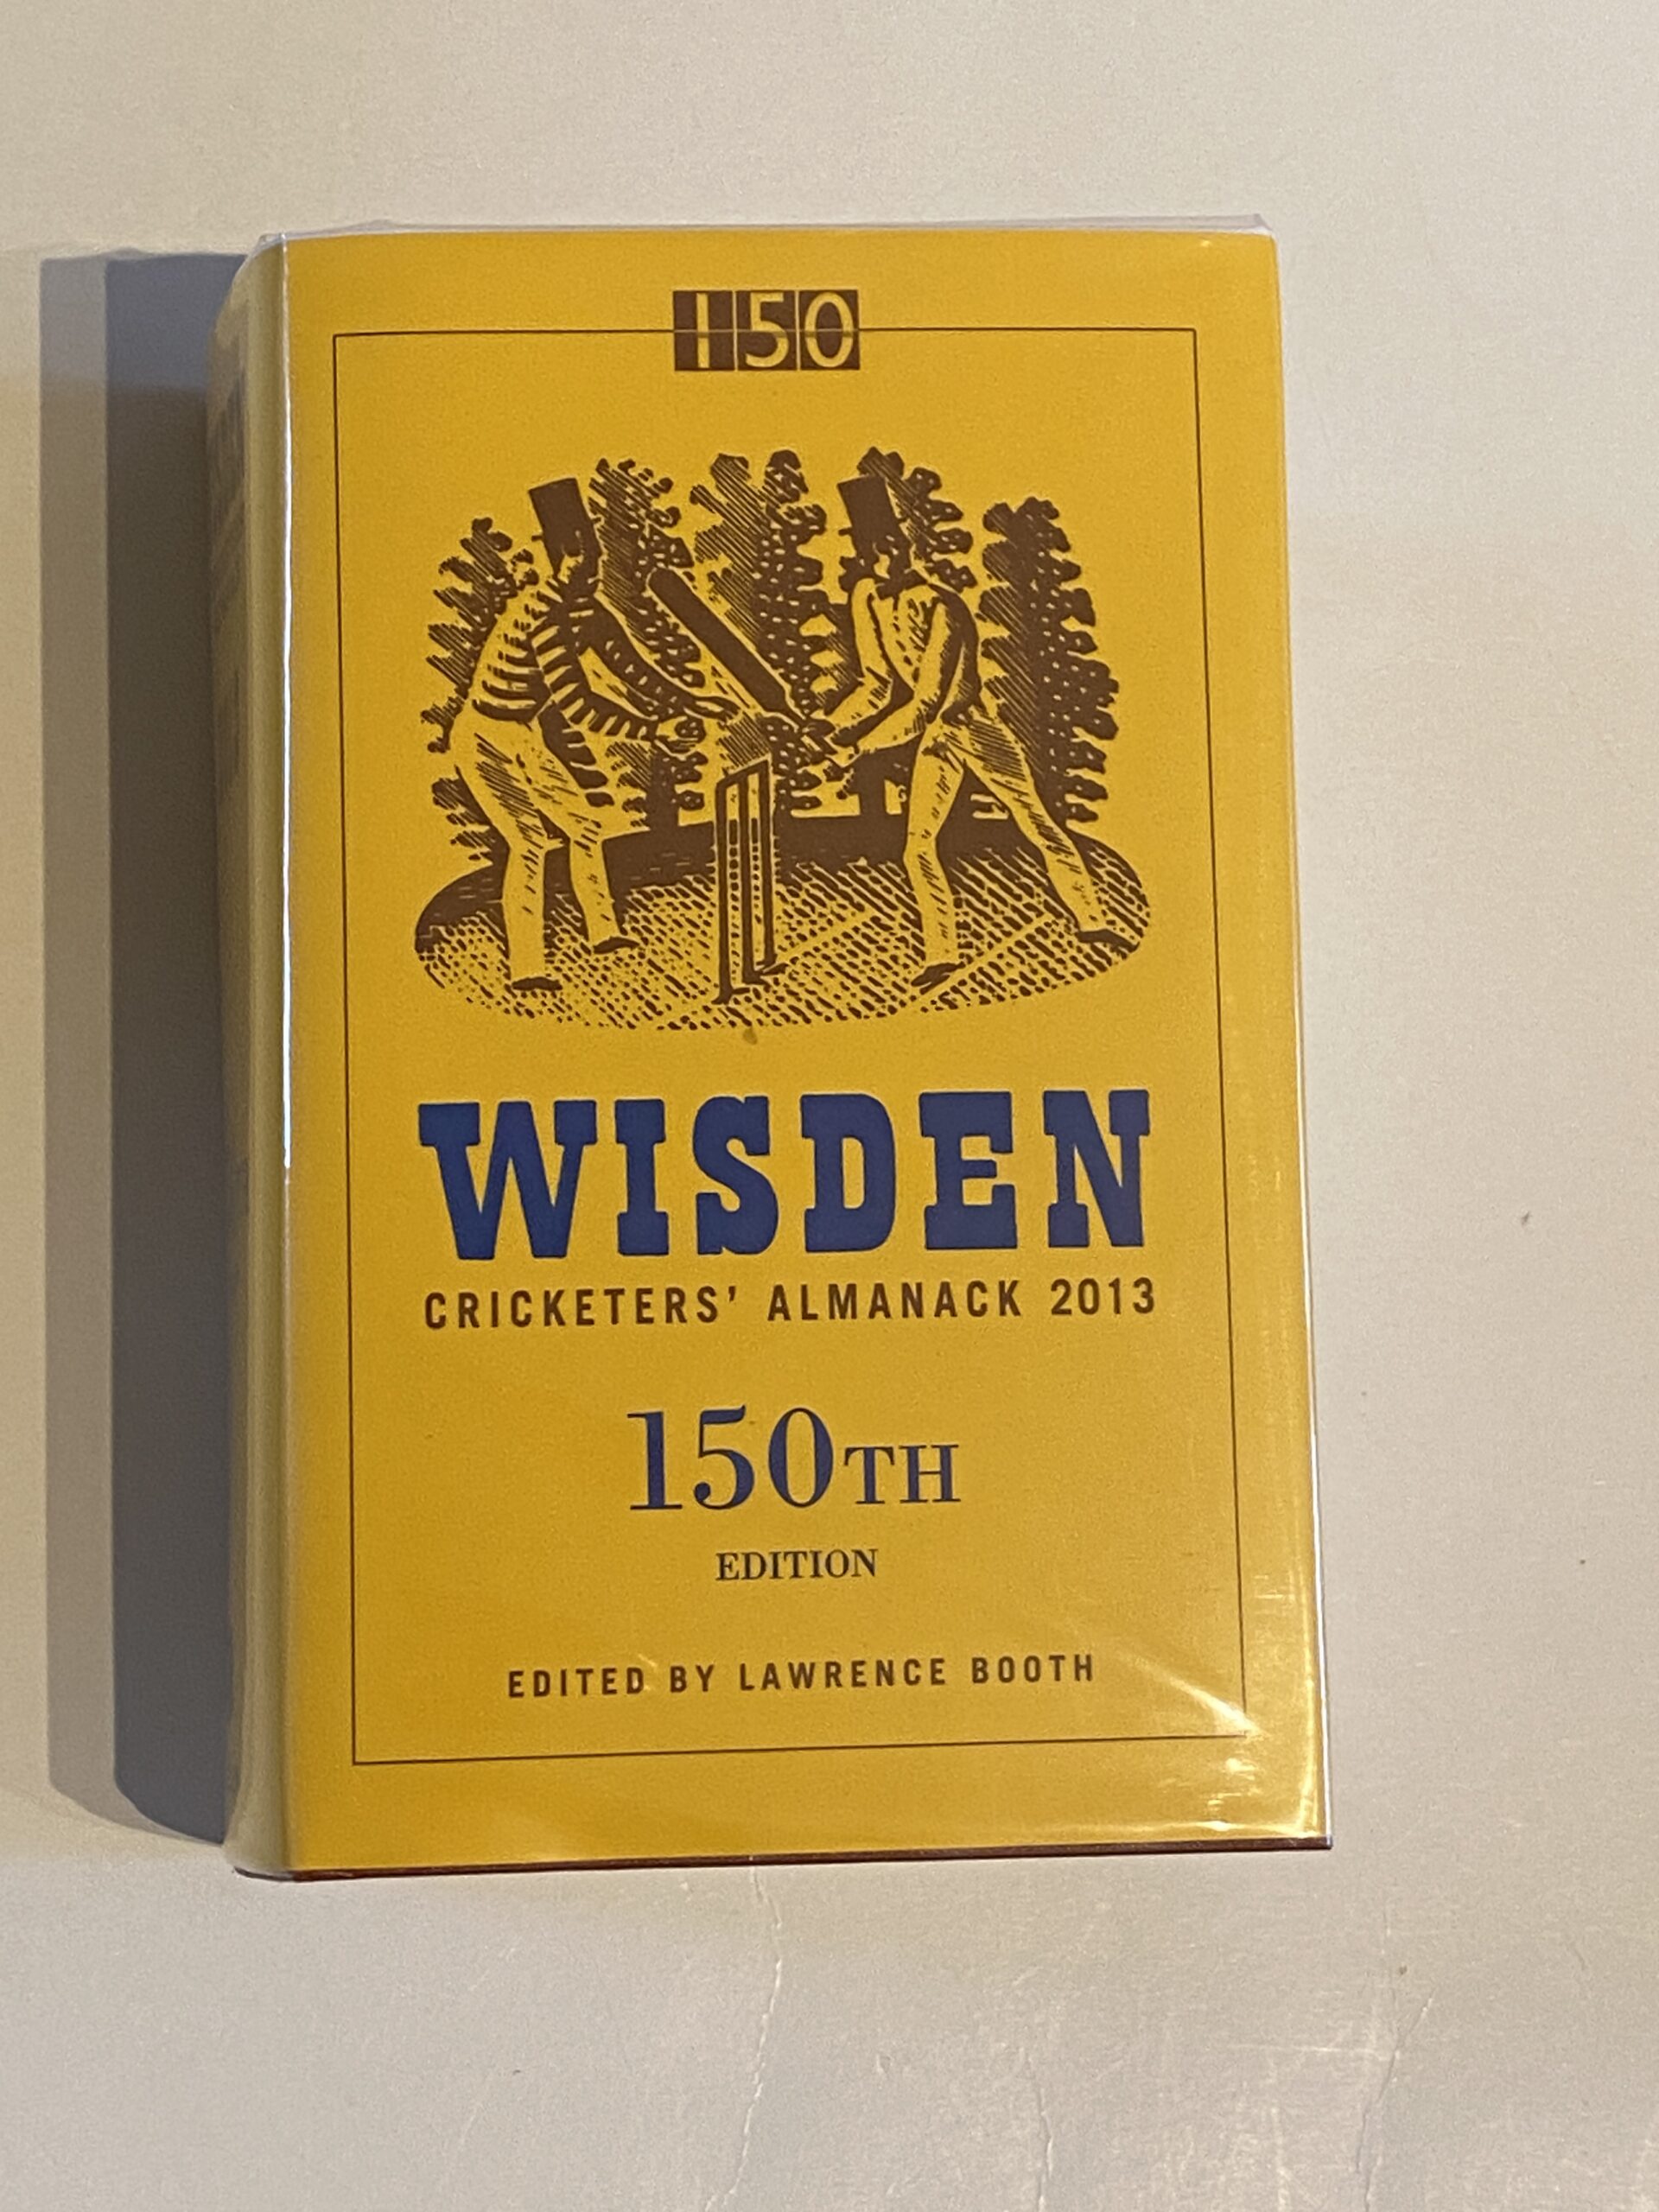 150
WISDEN
CRICKETERS' ALMANACK 2013
150TH
EDITION
EDITED BY LAWRENCE BOOTH